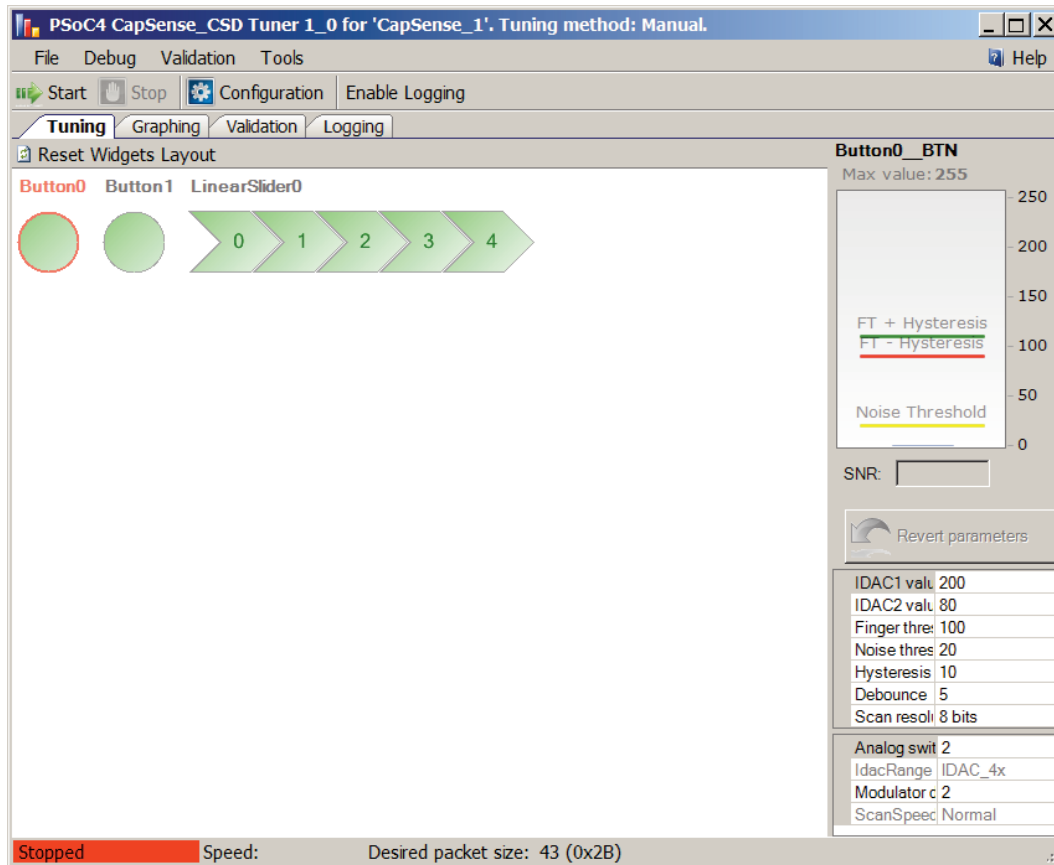 PSoC4 CapSense_CSD Tuner 1_0 for 'CapSense_1'. Tuning method: Manual.
File Debug Validation Tools Help
Start Stop Configuration Enable Logging
Tuning Graphing Validation Logging
Reset Widgets Layout
Button0 Button1 LinearSlider0
0 1 2 3 4
Button0__BTN
Max value: 255
250
200
150
FT + Hysteresis
FT - Hysteresis
100
50
Noise Threshold
0
SNR:
Revert parameters
IDAC1 valu 200
IDAC2 valu 80
Finger thre: 100
Noise thres 20
Hysteresis 10
Debounce 5
Scan resolu 8 bits
Analog swit 2
IdacRange IDAC_4x
Modulator c 2
ScanSpeed Normal
Stopped Speed: Desired packet size: 43 (0x2B)